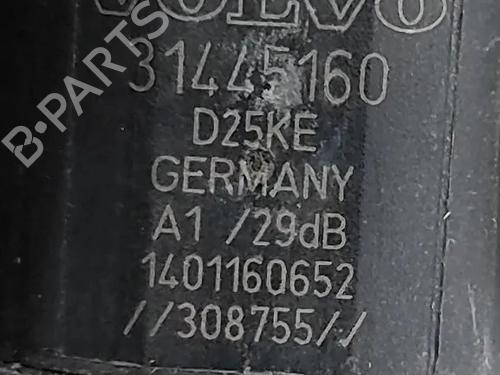 VOLVO
31445160
D25KE
GERMANY
A1 /29dB
1401160652
//308755//
B-PARTS